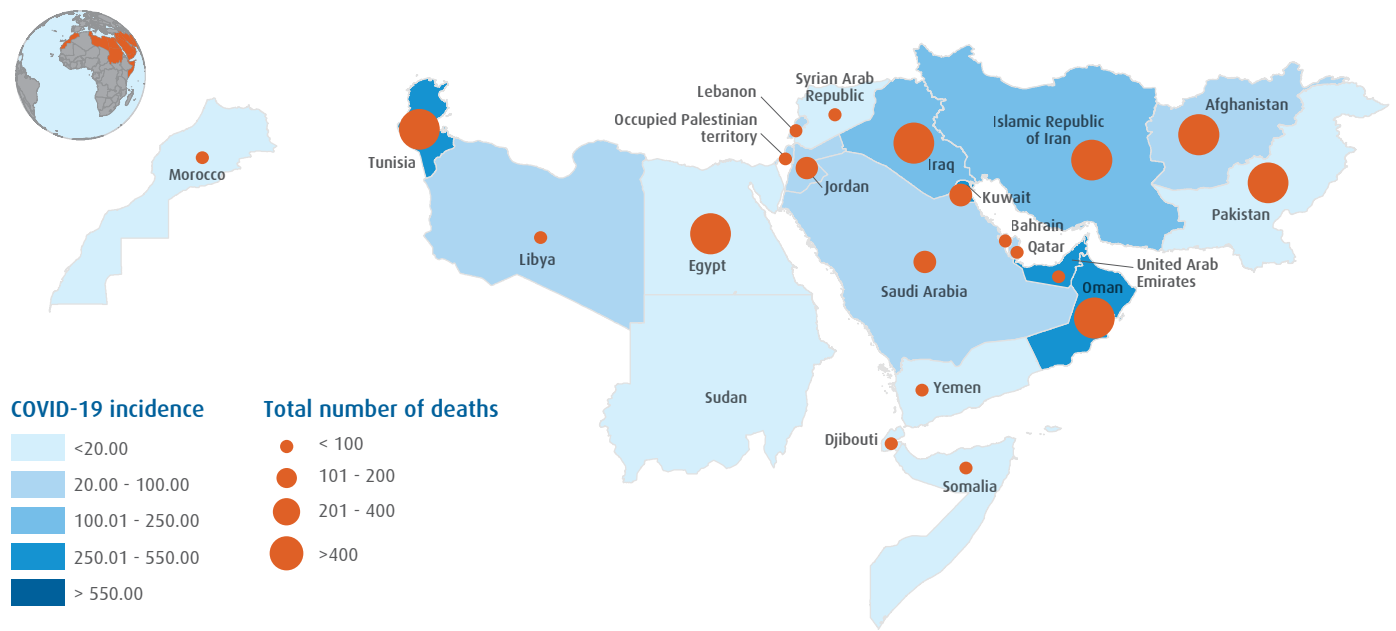 Syrian Arab
Republic
Lebanon
Occupied Palestinian
territory
Afghanistan
Islamic Republic
of Iran
Tunisia
Morocco
Iraq
Jordan
Kuwait
Pakistan
Bahrain
Qatar
Libya
Egypt
United Arab
Emirates
Saudi Arabia
Oman
Yemen
Sudan
Djibouti
Somalia
COVID-19 incidence
<20.00
20.00 - 100.00
100.01 - 250.00
250.01 - 550.00
> 550.00
Total number of deaths
< 100
101 - 200
201 - 400
>400